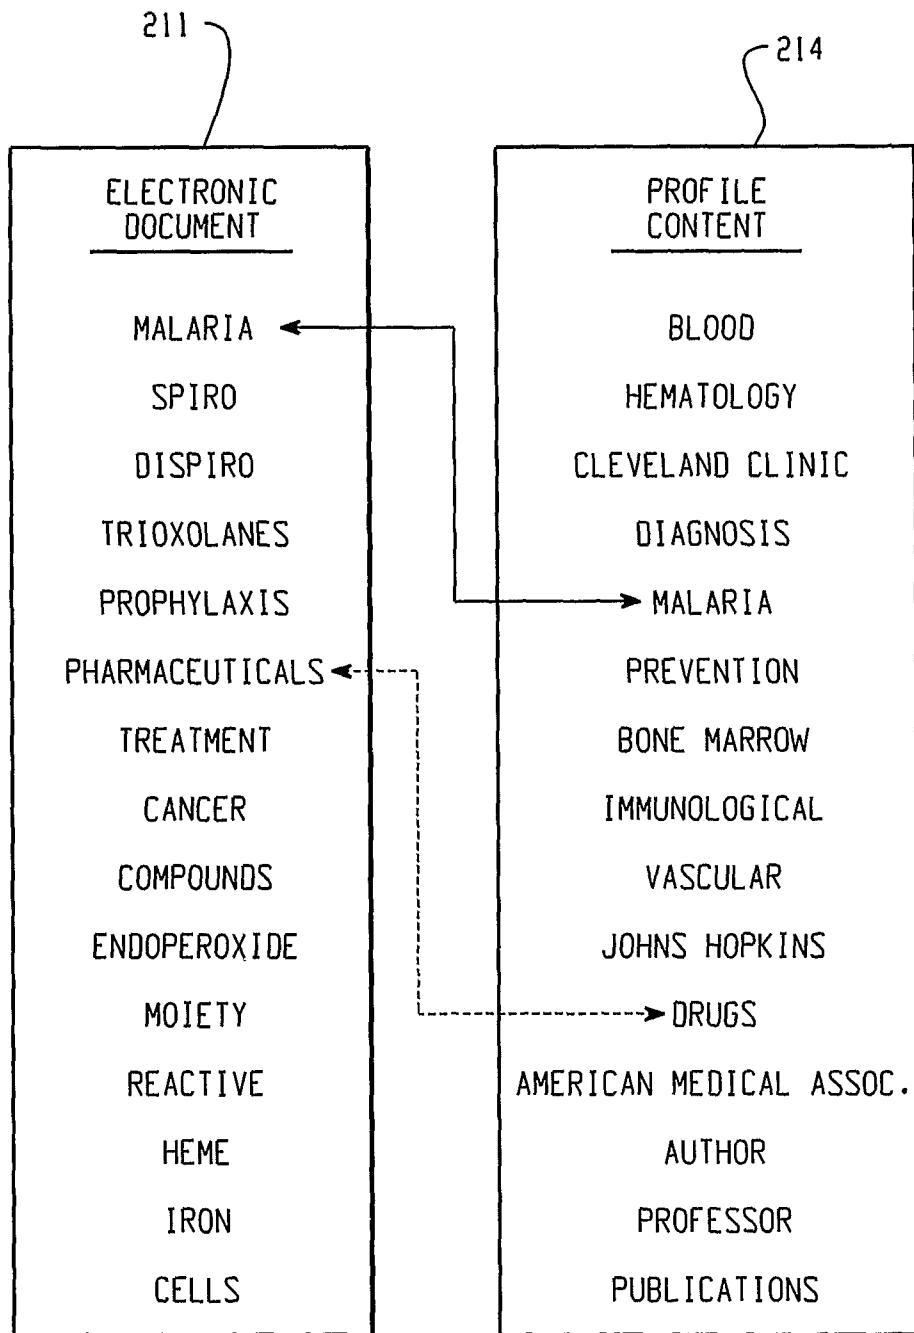 211
214
ELECTRONIC
DOCUMENT
MALARIA
SPIRO
DISPIRO
TRIOXOLANES
PROPHYLAXIS
PHARMACEUTICALS
TREATMENT
CANCER
COMPOUNDS
ENDOPEROXIDE
MOIETY
REACTIVE
HEME
IRON
CELLS
PROFILE
CONTENT
BLOOD
HEMATOLOGY
CLEVELAND CLINIC
DIAGNOSIS
MALARIA
PREVENTION
BONE MARROW
IMMUNOLOGICAL
VASCULAR
JOHNS HOPKINS
DRUGS
AMERICAN MEDICAL ASSOC.
AUTHOR
PROFESSOR
PUBLICATIONS